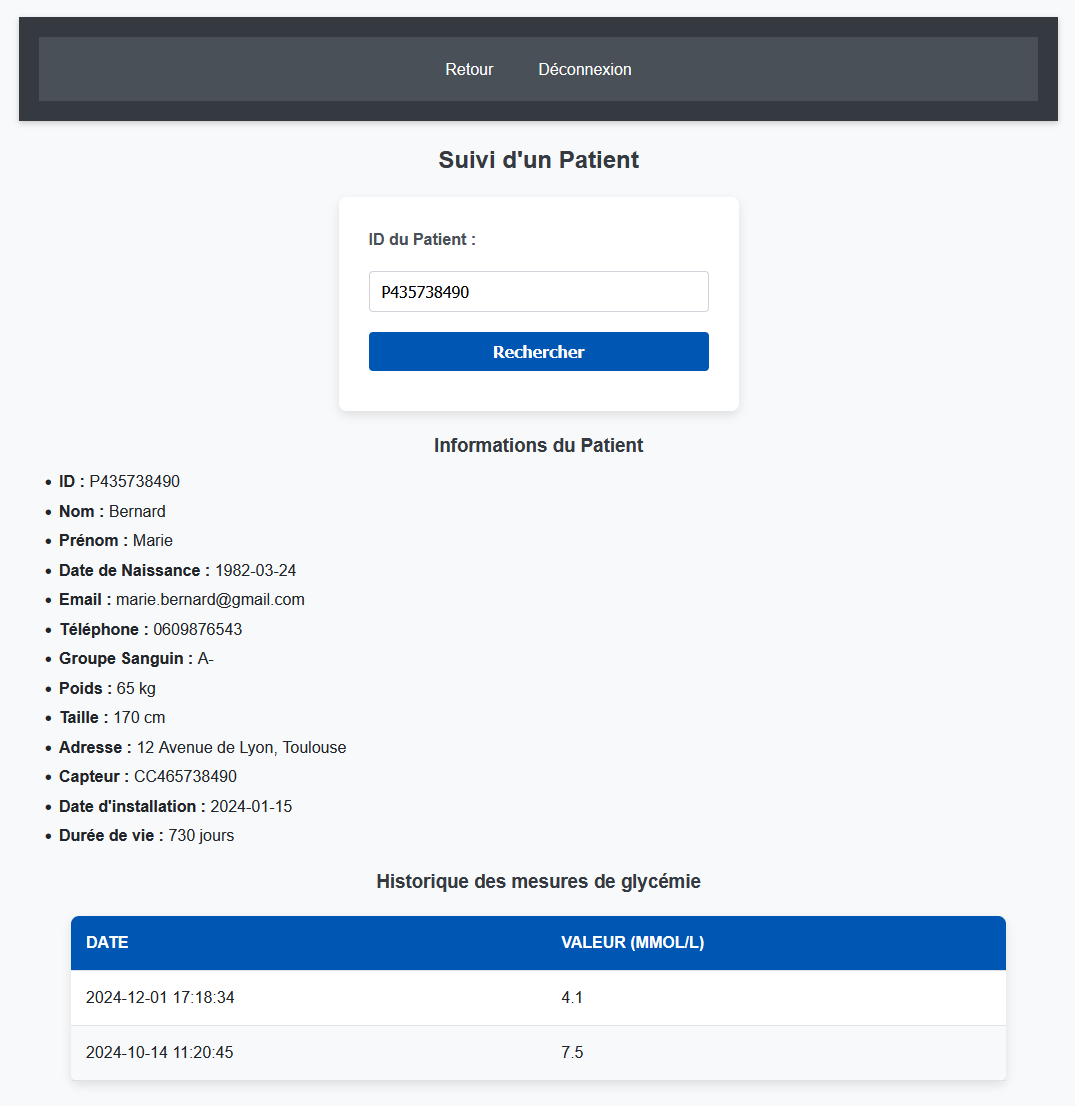 Retour Déconnexion
Suivi d'un Patient
ID du Patient :
P435738490
Rechercher
Informations du Patient
• ID : P435738490
• Nom : Bernard
• Prénom : Marie
• Date de Naissance : 1982-03-24
• Email : marie.bernard@gmail.com
• Téléphone : 0609876543
• Groupe Sanguin : A-
• Poids : 65 kg
• Taille : 170 cm
• Adresse : 12 Avenue de Lyon, Toulouse
• Capteur : CC465738490
• Date d'installation : 2024-01-15
• Durée de vie : 730 jours
Historique des mesures de glycémie
DATE VALEUR (MMOL/L)
2024-12-01 17:18:34 4.1
2024-10-14 11:20:45 7.5